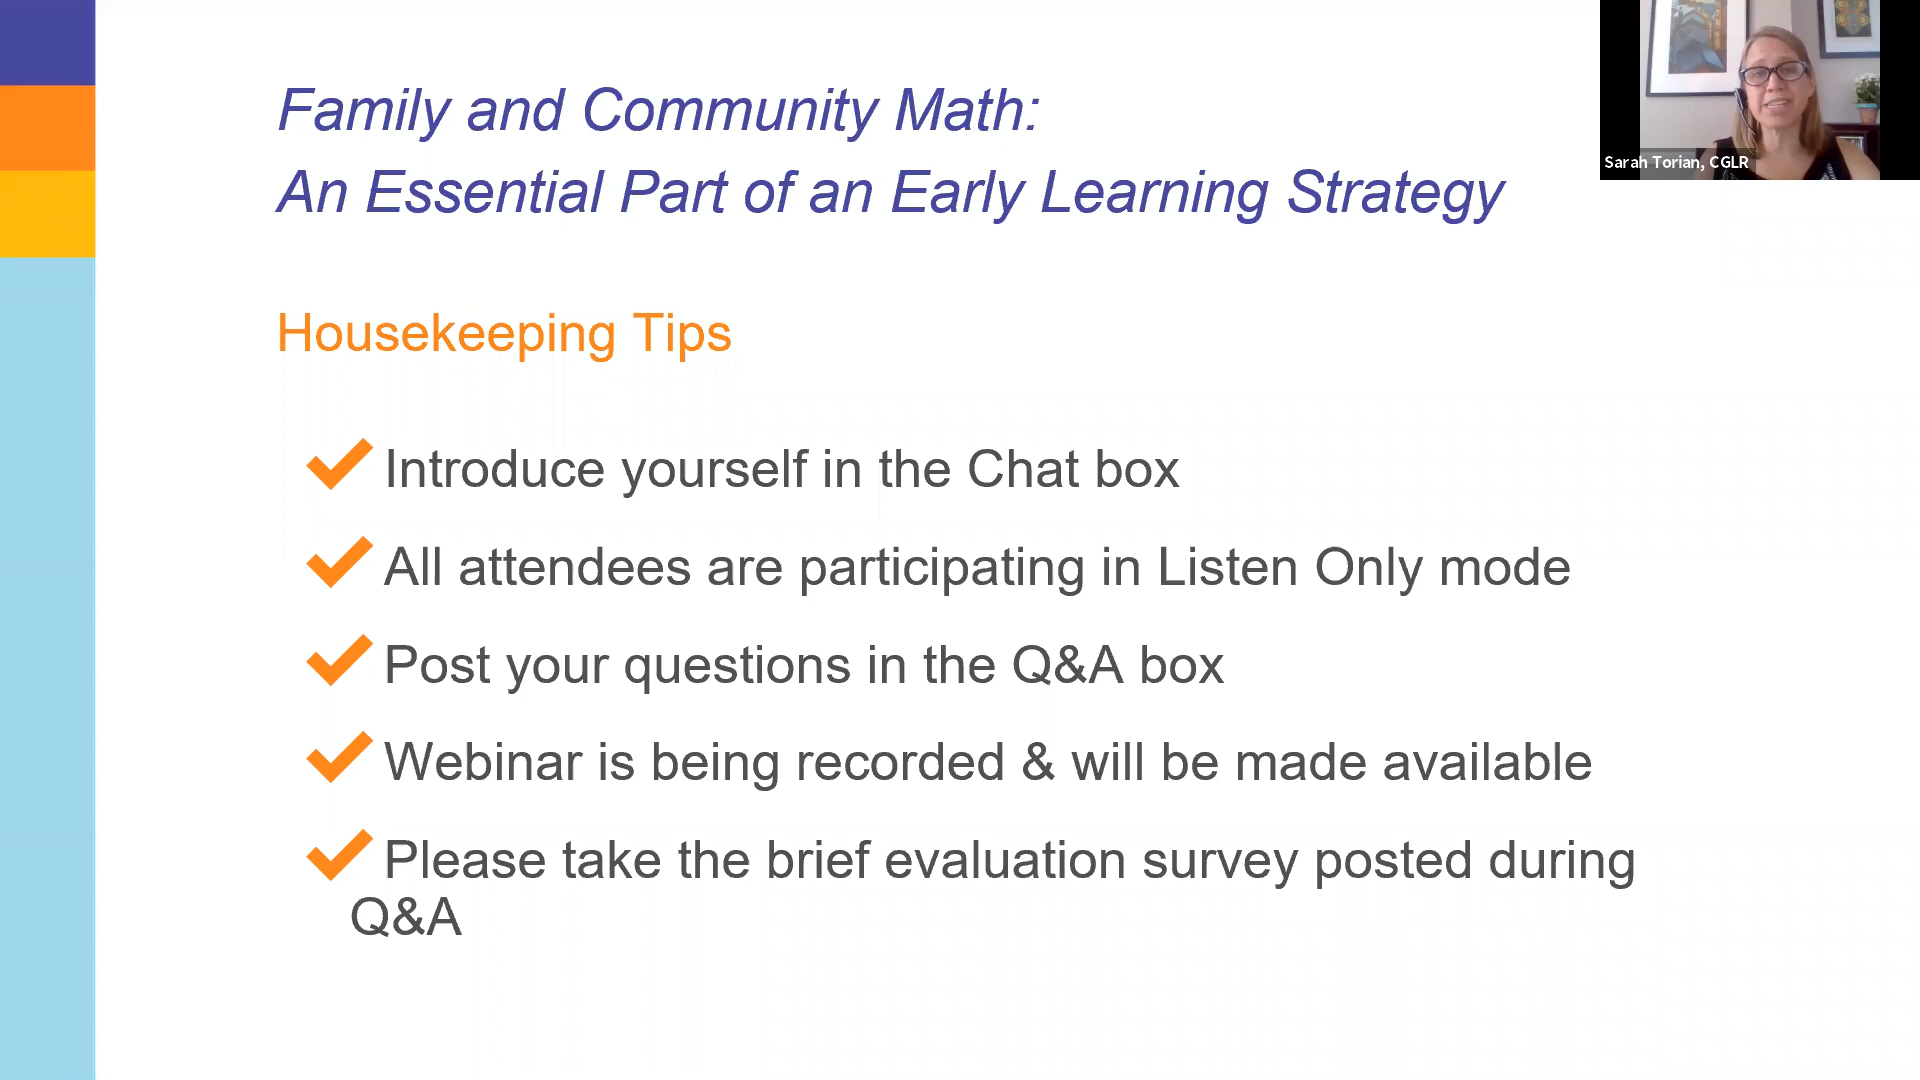 Family and Community Math:
An Essential Part of an Early Learning Strategy
Sarah Torian, CGLR
Housekeeping Tips
Introduce yourself in the Chat box
All attendees are participating in Listen Only mode
Post your questions in the Q&A box
Webinar is being recorded & will be made available
Please take the brief evaluation survey posted during
Q&A